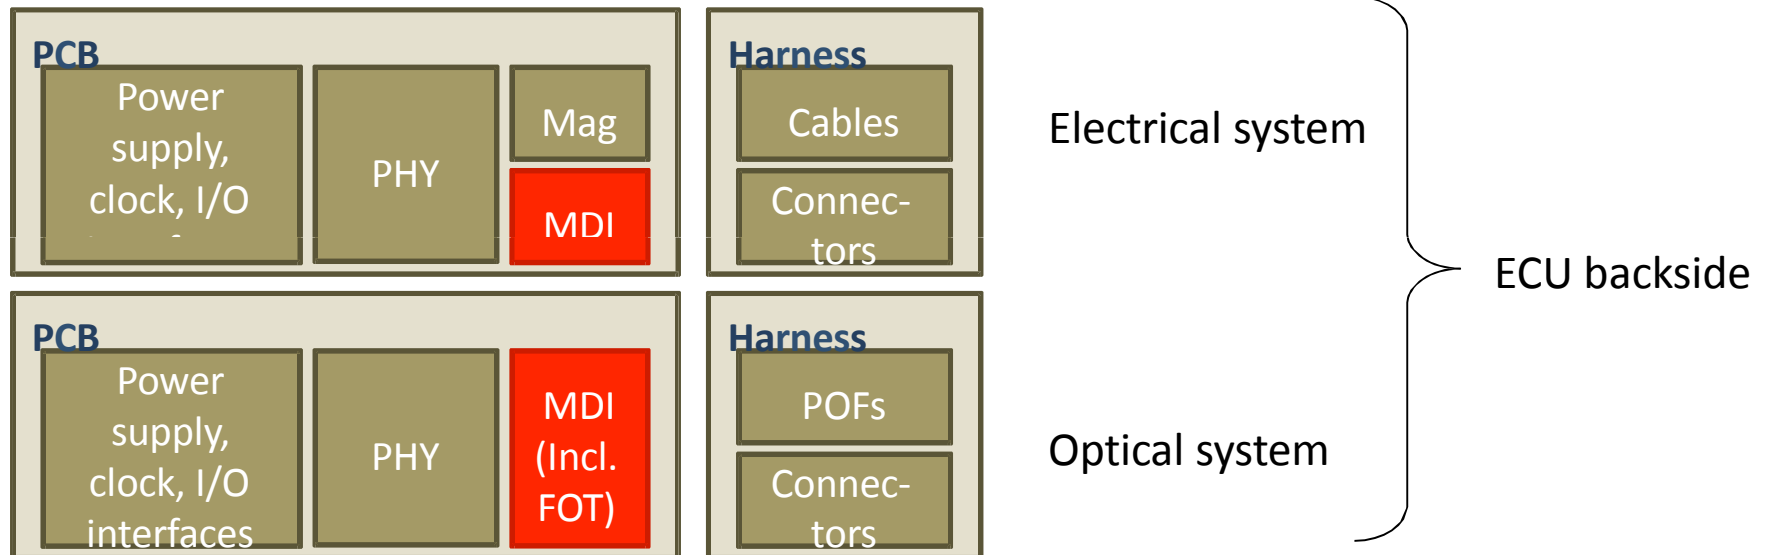 PCB
Power
supply,
clock, I/O
PHY
Mag
MDI
Harness
Cables
Connec-
tors
Electrical system
ECU backside
PCB
Power
supply,
clock, I/O
interfaces
PHY
MDI
(Incl.
FOT)
Harness
POFs
Connec-
tors
Optical system